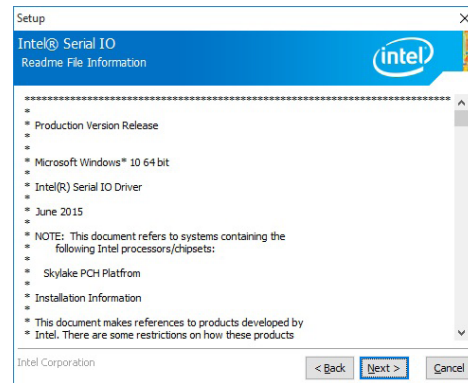 Setup
Intel® Serial IO
Readme File Information
intel
********************************************************************************
*
* Production Version Release
*
*
* Microsoft Windows* 10 64 bit
*
* Intel(R) Serial IO Driver
*
* June 2015
*
* NOTE: This document refers to systems containing the
* following Intel processors/chipsets:
*
* Skylake PCH Platfrom
*
* Installation Information
*
* This document makes references to products developed by
* Intel. There are some restrictions on how these products
Intel Corporation
< Back Next > Cancel